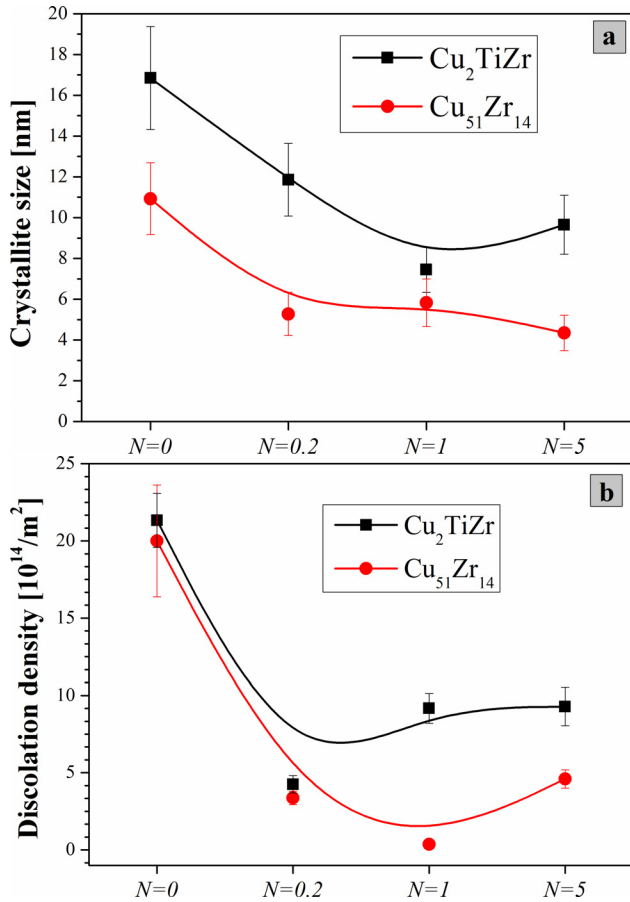 a
Cu2TiZr
Cu51Zr14
Crystallite size [nm]
20
18
16
14
12
10
8
6
4
2
0
N=0 N=0.2 N=1 N=5
b
Cu2TiZr
Cu51Zr14
Discolation density [10^14/m^2]
25
20
15
10
5
0
N=0 N=0.2 N=1 N=5